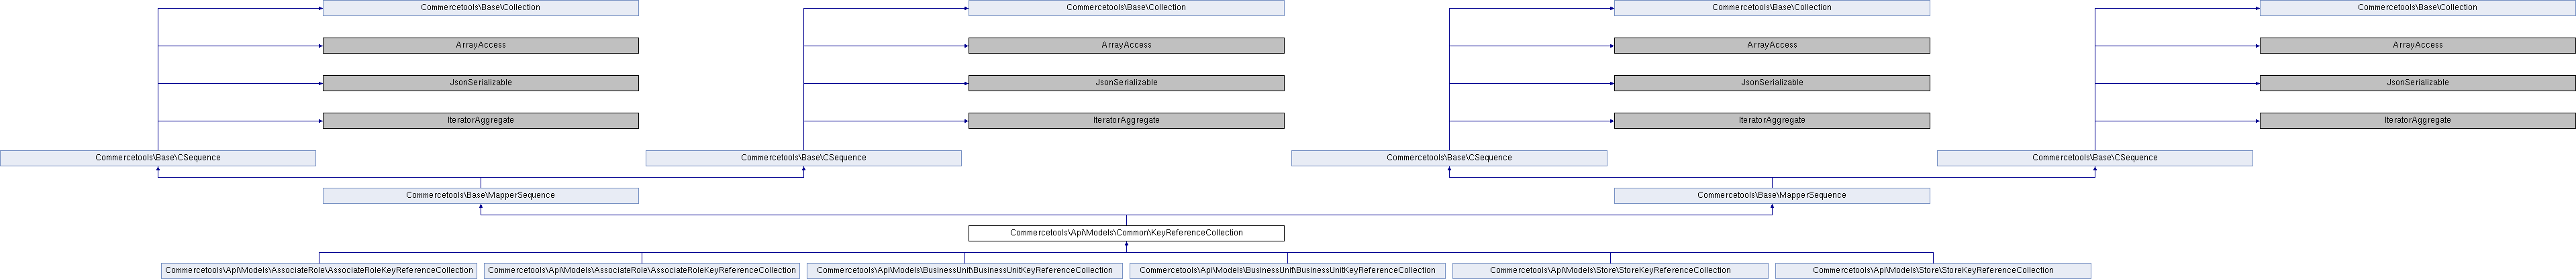 Commercetools\Base\Collection
Commercetools\Base\Collection
Commercetools\Base\Collection
Commercetools\Base\Collection
ArrayAccess
ArrayAccess
ArrayAccess
ArrayAccess
JsonSerializable
JsonSerializable
JsonSerializable
JsonSerializable
IteratorAggregate
IteratorAggregate
IteratorAggregate
IteratorAggregate
Commercetools\Base\CSequence
Commercetools\Base\CSequence
Commercetools\Base\CSequence
Commercetools\Base\CSequence
Commercetools\Base\MapperSequence
Commercetools\Base\MapperSequence
Commercetools\Api\Models\Common\KeyReferenceCollection
Commercetools\Api\Models\AssociateRole\AssociateRoleKeyReferenceCollection
Commercetools\Api\Models\AssociateRole\AssociateRoleKeyReferenceCollection
Commercetools\Api\Models\BusinessUnit\BusinessUnitKeyReferenceCollection
Commercetools\Api\Models\BusinessUnit\BusinessUnitKeyReferenceCollection
Commercetools\Api\Models\Store\StoreKeyReferenceCollection
Commercetools\Api\Models\Store\StoreKeyReferenceCollection